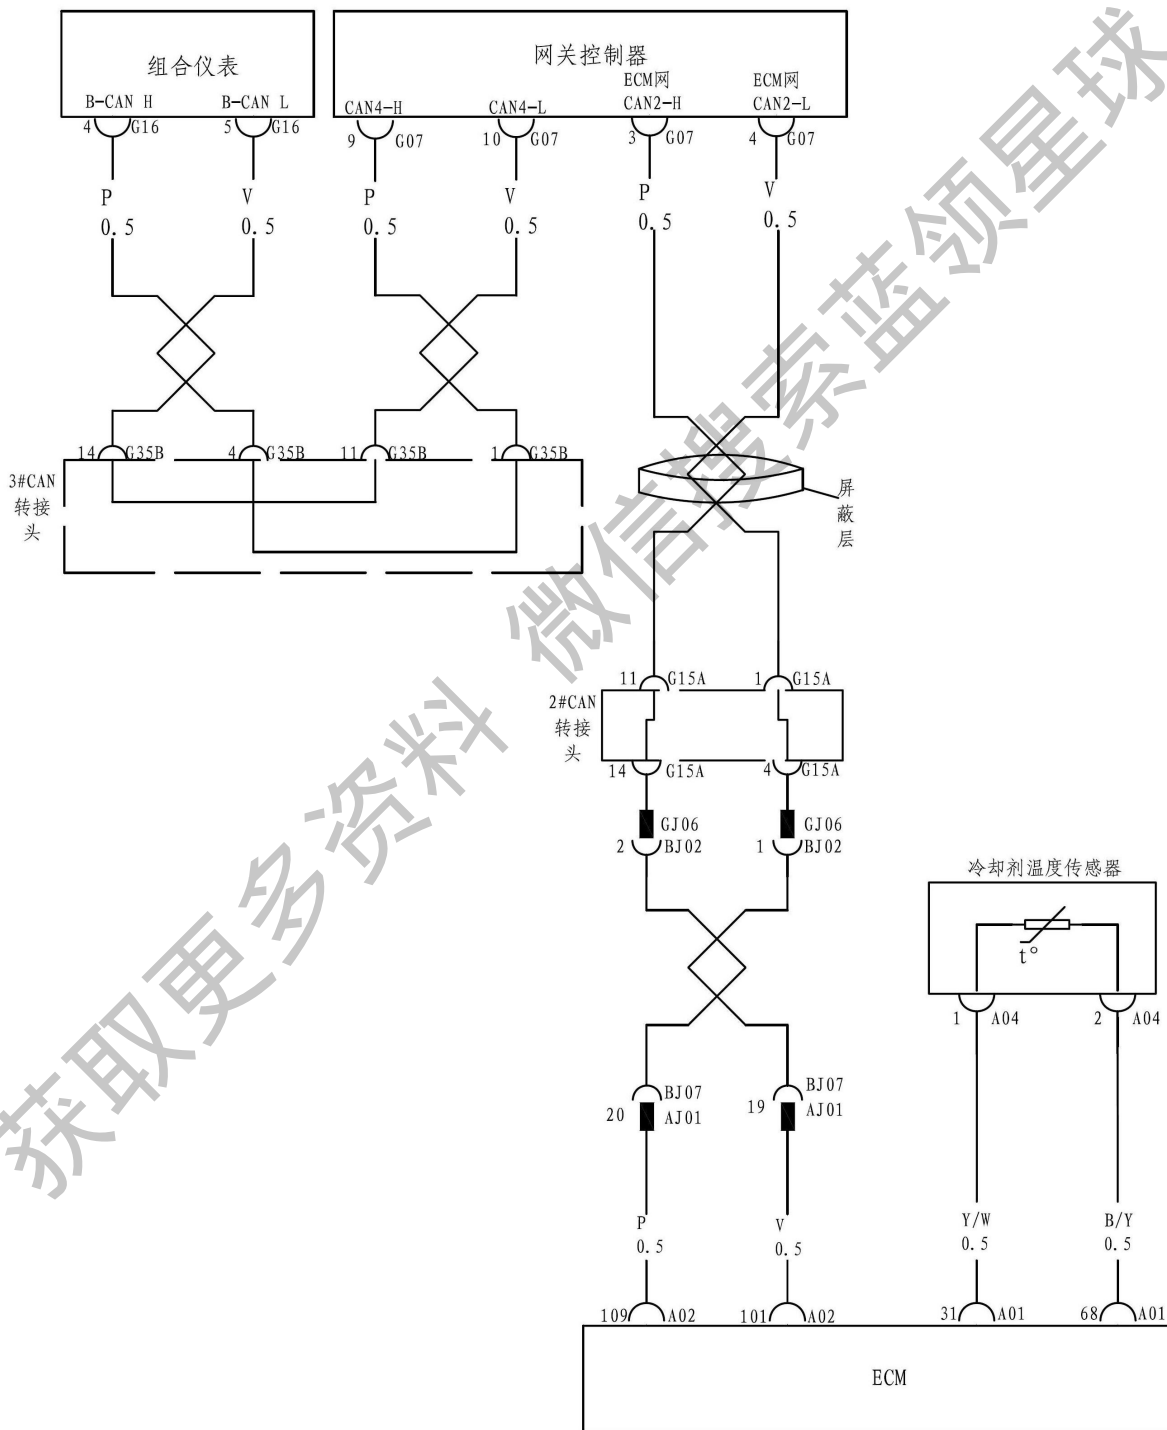 组合仪表
网关控制器
B-CAN H
B-CAN L
CAN4-H
CAN4-L
ECM网
CAN2-H
ECM网
CAN2-L
4 G16
5 G16
9 G07
10 G07
3 G07
4 G07
P
0.5
V
0.5
P
0.5
V
0.5
P
0.5
V
0.5
14 G35B
4 G35B
11 G35B
1 G35B
3#CAN
转接
头
屏
蔽
层
11 G15A
1 G15A
2#CAN
转接
头
14 G15A
4 G15A
GJ06
2 BJ02
GJ06
1 BJ02
冷却剂温度传感器
t°
1 A04
2 A04
BJ07
20 AJ01
BJ07
19 AJ01
P
0.5
V
0.5
Y/W
0.5
B/Y
0.5
109 A02
101 A02
31 A01
68 A01
ECM
获取更多资料 微信搜索蓝领星球